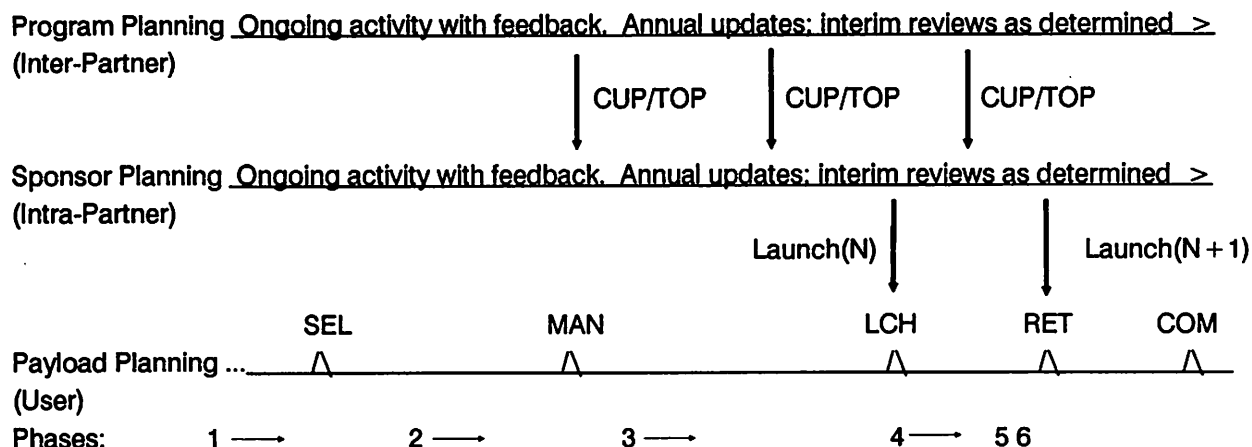 Program Planning Ongoing activity with feedback. Annual updates; interim reviews as determined >
(Inter-Partner)
CUP/TOP CUP/TOP CUP/TOP
Sponsor Planning Ongoing activity with feedback. Annual updates; interim reviews as determined >
(Intra-Partner)
Launch(N) Launch(N + 1)
SEL MAN LCH RET COM
Payload Planning ...
(User)
Phases: 1 → 2 → 3 → 4 → 5 6